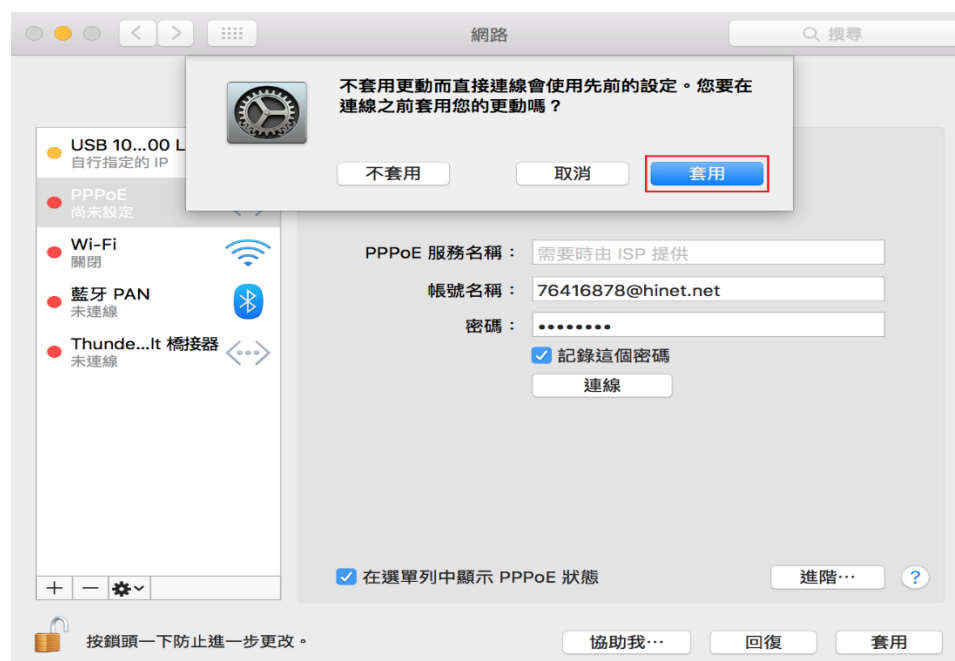 網路
搜尋
不套用更動而直接連線會使用先前的設定。您要在
連線之前套用您的更動嗎？
不套用
取消
套用
USB 10...00 L
自行指定的 IP
PPPoE
尚未設定
Wi-Fi
關閉
藍牙 PAN
未連線
Thunde...lt 橋接器
未連線
PPPoE 服務名稱：
需要時由 ISP 提供
帳號名稱：
76416878@hinet.net
密碼：
••••••••
記錄這個密碼
連線
在選單列中顯示 PPPoE 狀態
進階…
?
按鎖頭一下防止進一步更改。
協助我…
回復
套用